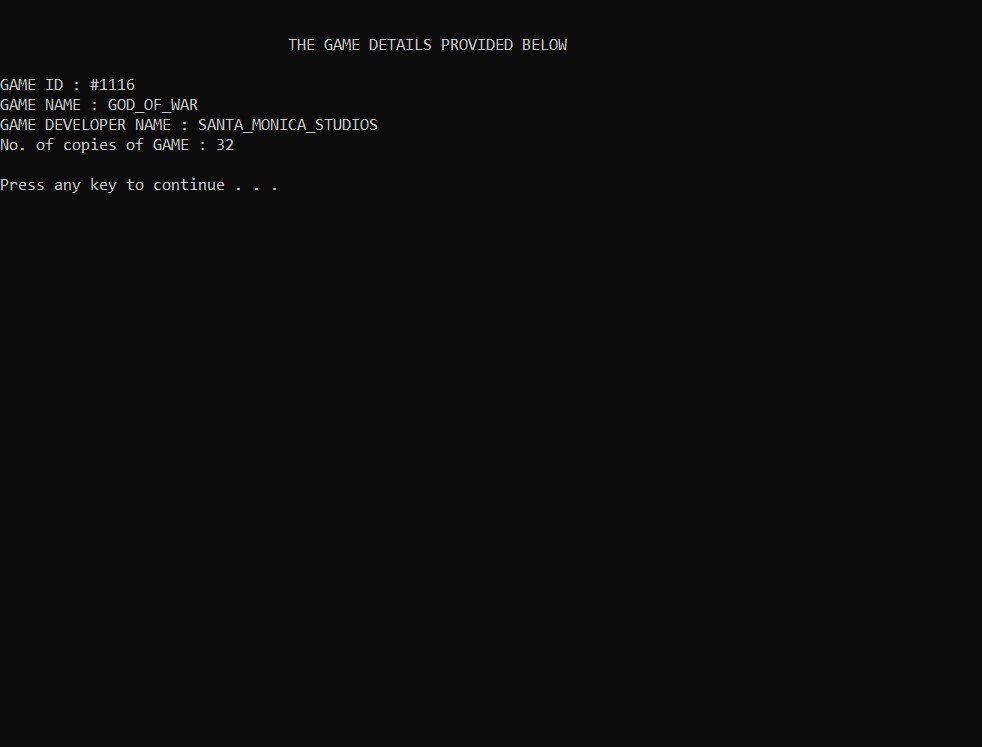 THE GAME DETAILS PROVIDED BELOW
GAME ID : #1116
GAME NAME : GOD_OF_WAR
GAME DEVELOPER NAME : SANTA_MONICA_STUDIOS
No. of copies of GAME : 32
Press any key to continue . . .